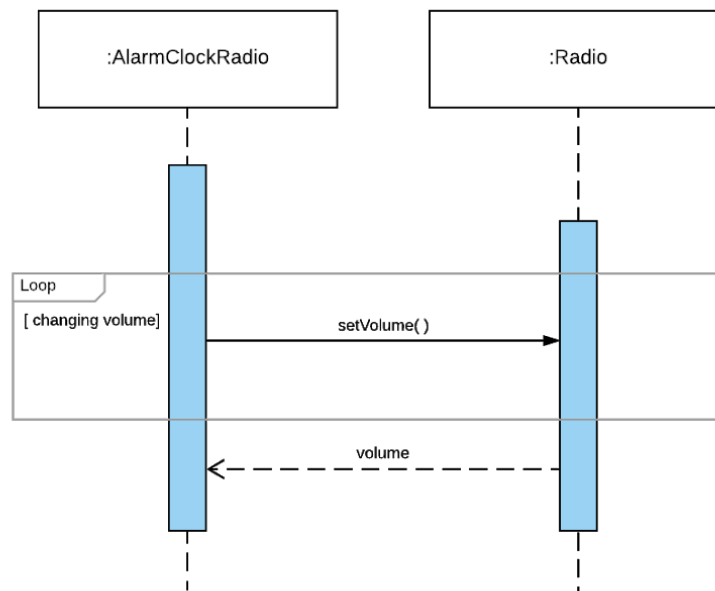 :AlarmClockRadio
:Radio
Loop
[ changing volume]
setVolume( )
volume